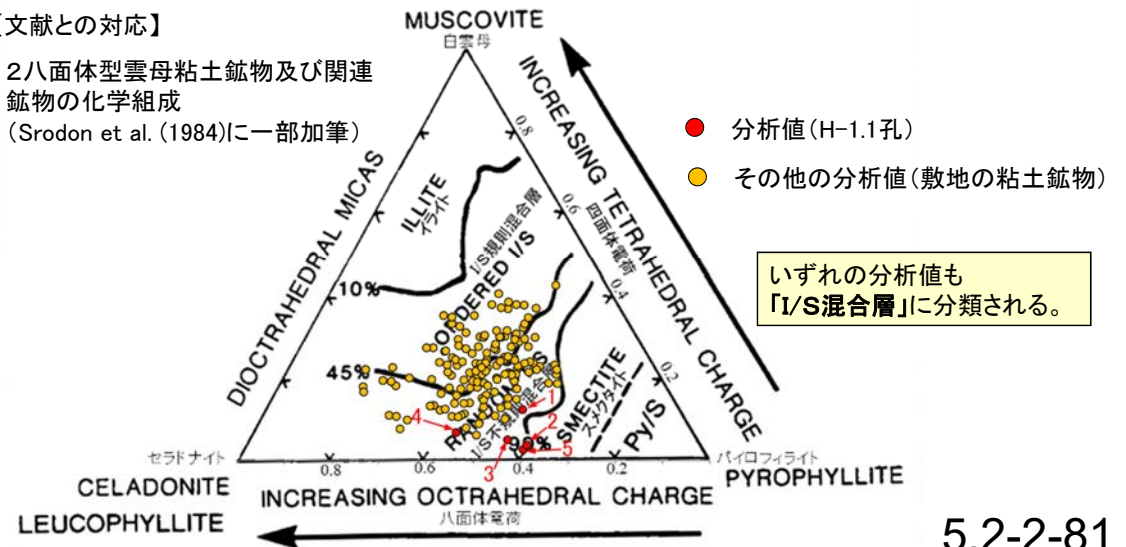 【文献との対応】
2八面体型雲母粘土鉱物及び関連
鉱物の化学組成
(Srodon et al. (1984)に一部加筆)
MUSCOVITE
白雲母
分析値(H-1.1孔)
その他の分析値(敷地の粘土鉱物)
いずれの分析値も
「I/S混合層」に分類される。
INCREASING TETRAHEDRAL CHARGE
四面体電荷
0.8
0.6
0.4
0.2
DIOCTRAHEDRAL MICAS
ILLITE
イライト
I/S規則混合層
ORDERED I/S
10%
45%
I/S不規則混合層
90%
SMECTITE
スメクタイト
Py/S
1
2
3
4
5
セラドナイト
CELADONITE
LEUCOPHYLLITE
0.8
0.6
0.4
0.2
INCREASING OCTRAHEDRAL CHARGE
八面体電荷
パイロフィライト
PYROPHYLLITE
5.2-2-81